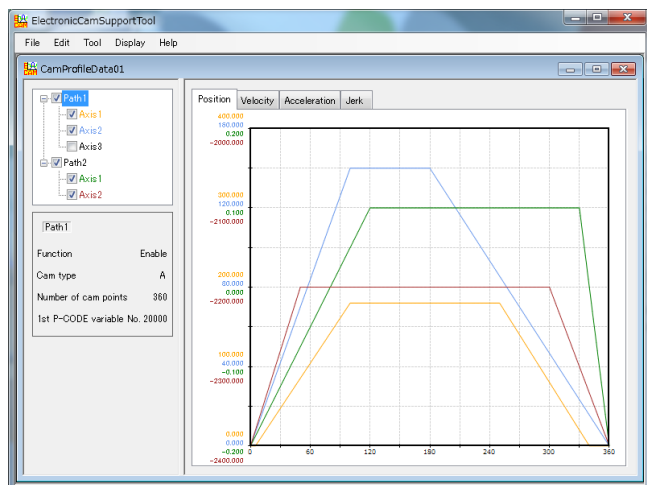 ElectronicCamSupportTool
File Edit Tool Display Help
CamProfileData01
Path1
Axis1
Axis2
Axis3
Path2
Axis1
Axis2
Path1
Function Enable
Cam type A
Number of cam points 360
1st P-CODE variable No. 20000
Position Velocity Acceleration Jerk
400.000
160.000
0.200
-2000.000
300.000
120.000
0.100
-2100.000
200.000
80.000
0.000
-2200.000
100.000
40.000
-0.100
-2300.000
0.000
0.000
-0.200
-2400.000
0 60 120 180 240 300 360